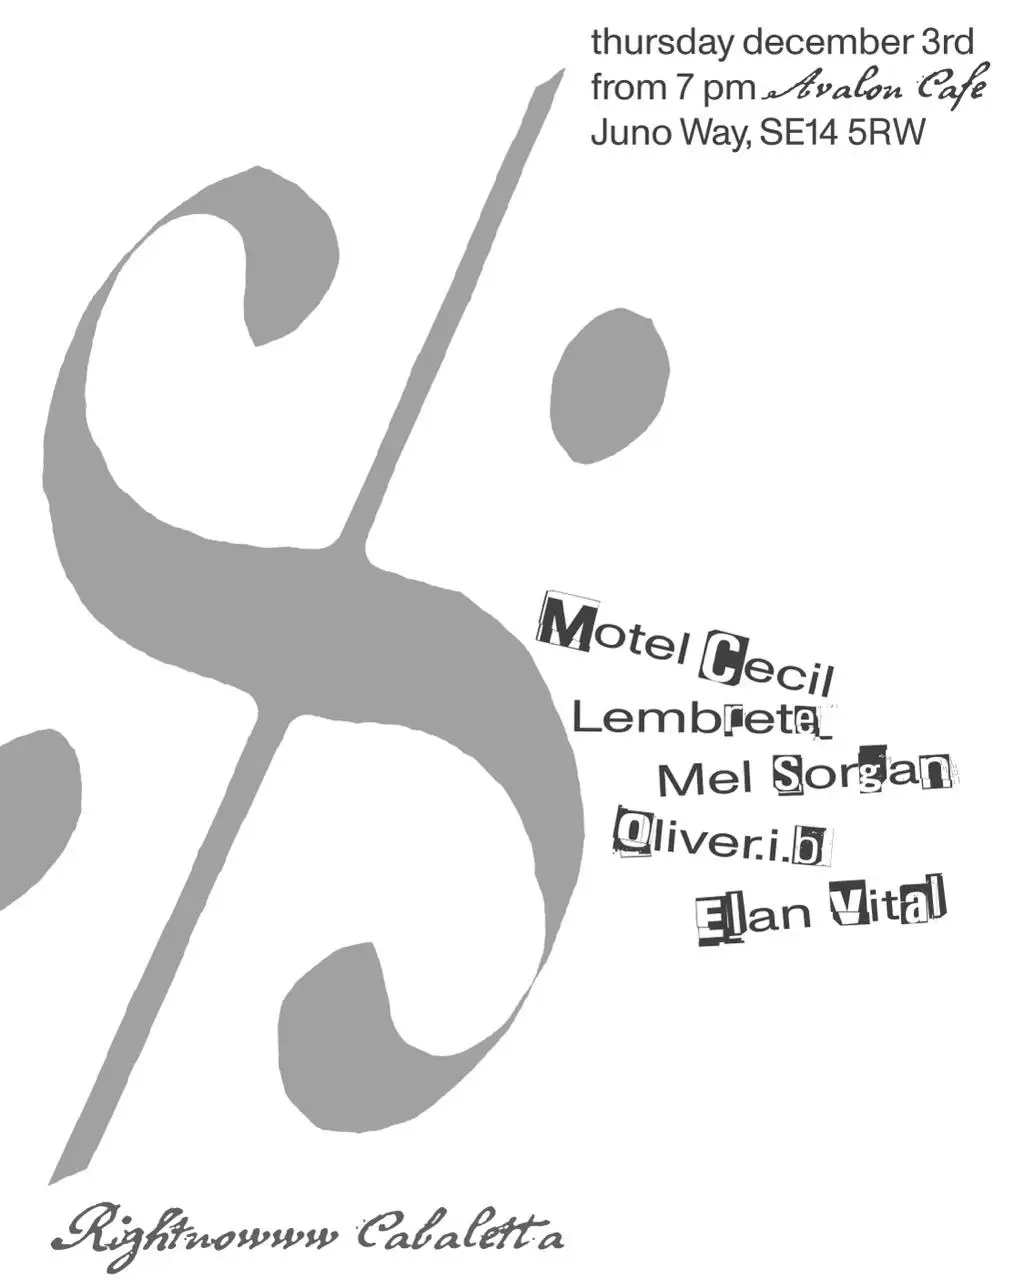 thursday december 3rd
from 7 pm Avalon Cafe
Juno Way, SE14 5RW
Motel Cecil
Lembretel
Mel Sorgan
Oliver.i.b
Elan Vital
Rightnowww Cabaletta